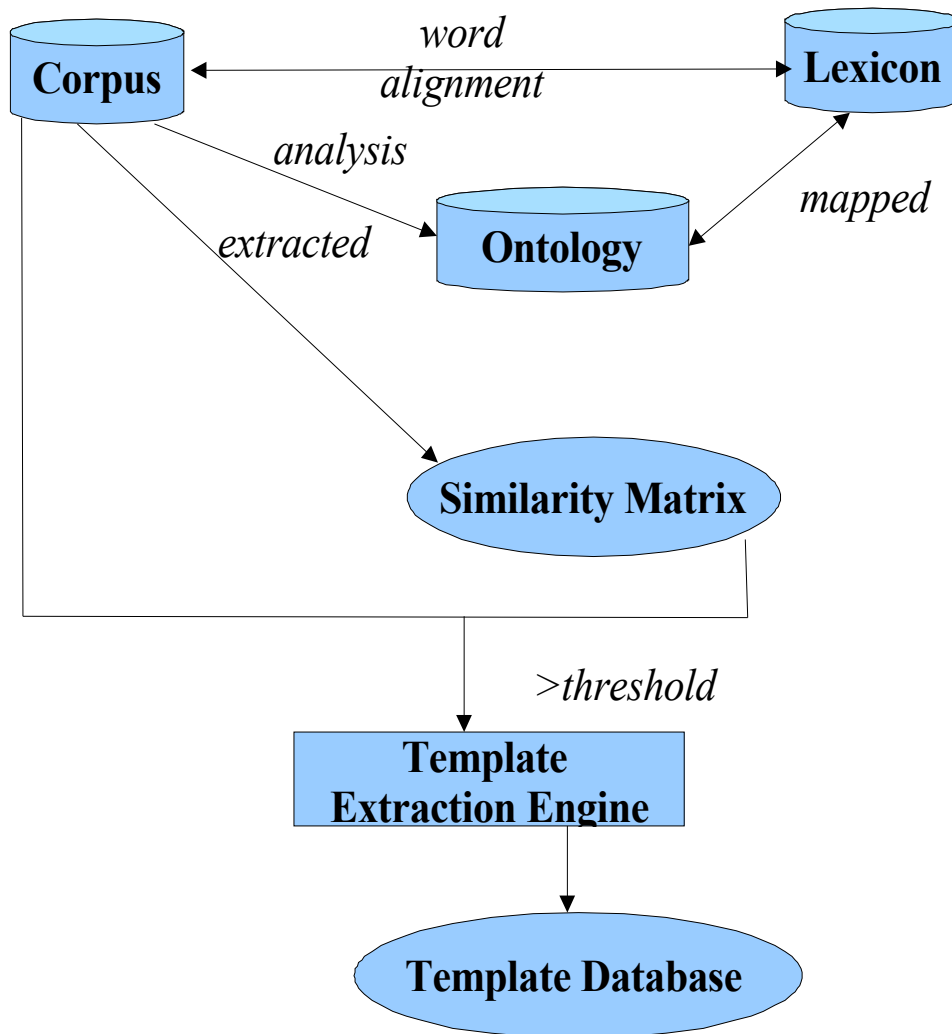 word
Corpus
Lexicon
alignment
analysis
mapped
Ontology
extracted
Similarity Matrix
>threshold
Template
Extraction Engine
Template Database